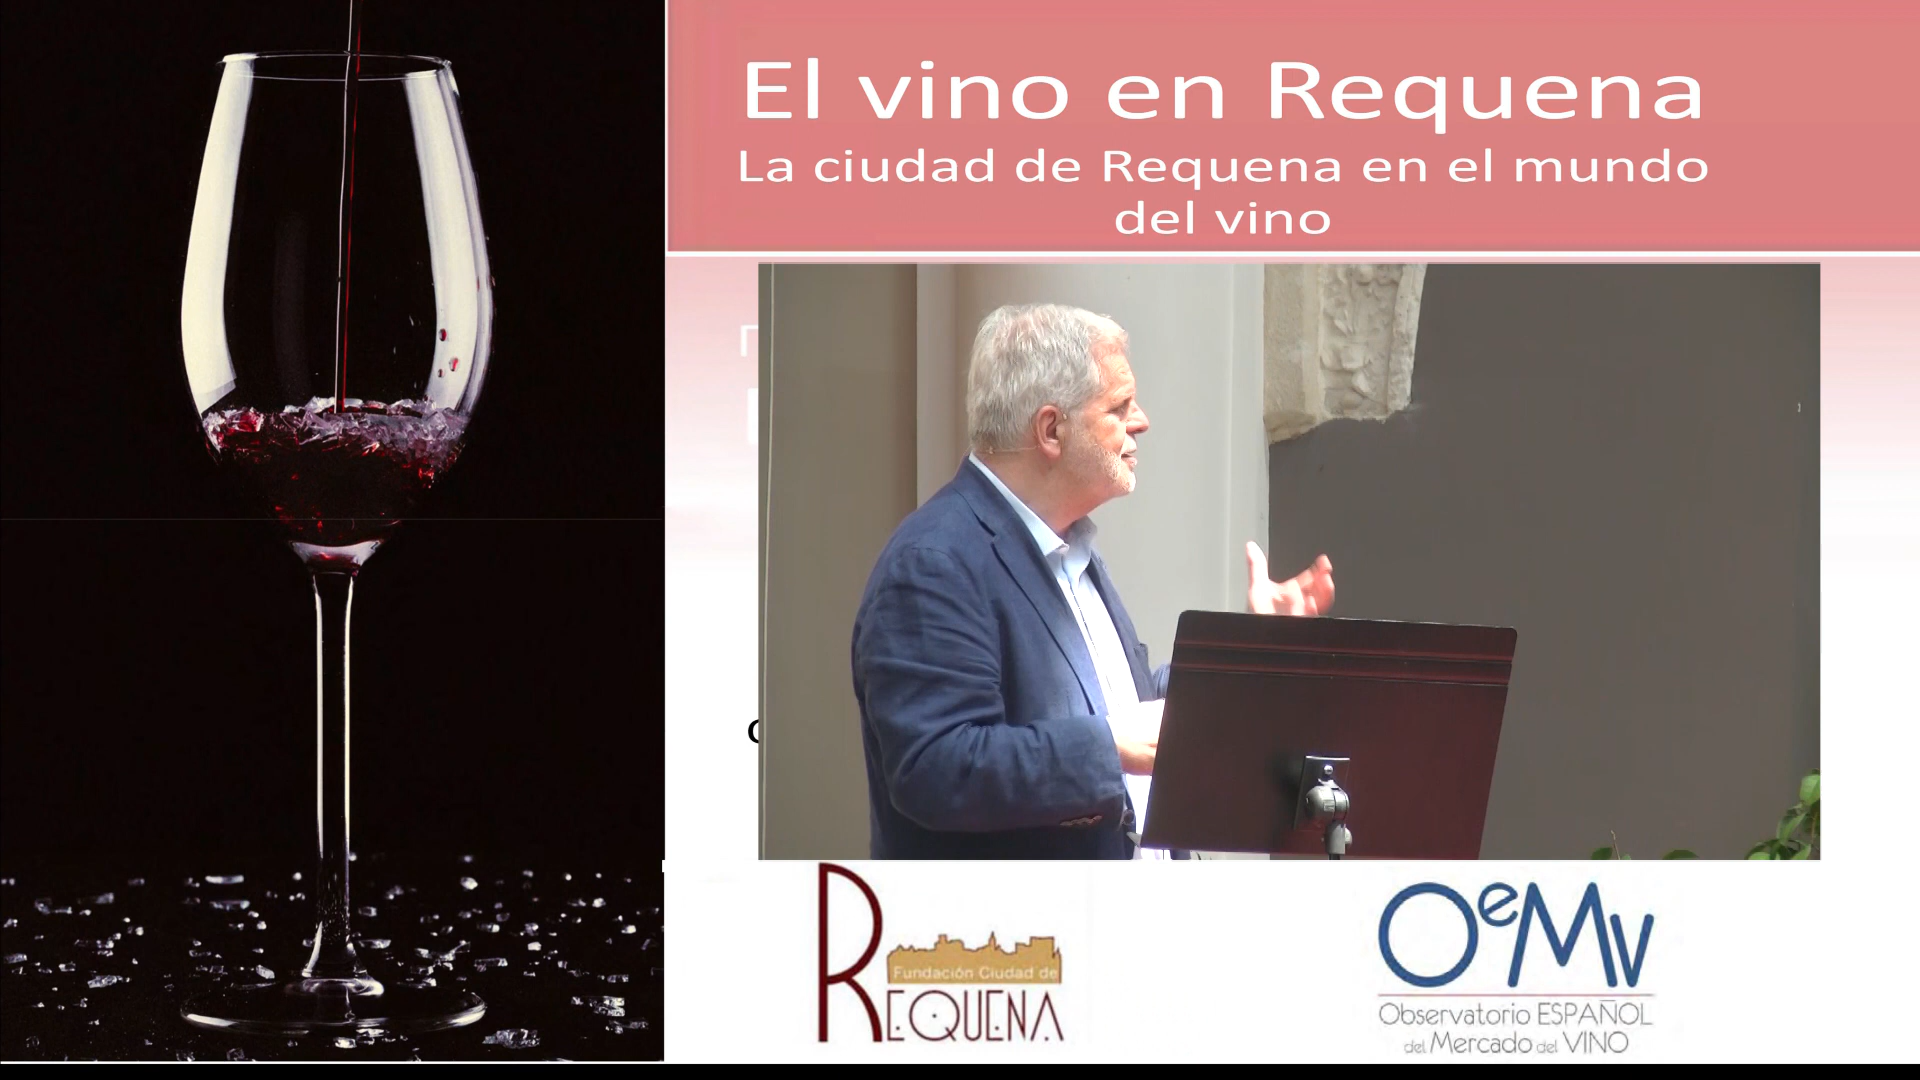 El vino en Requena
La ciudad de Requena en el mundo
del vino
Fundación Ciudad de
REQUENA
OeMv
Observatorio ESPAÑOL
del Mercado del VINO